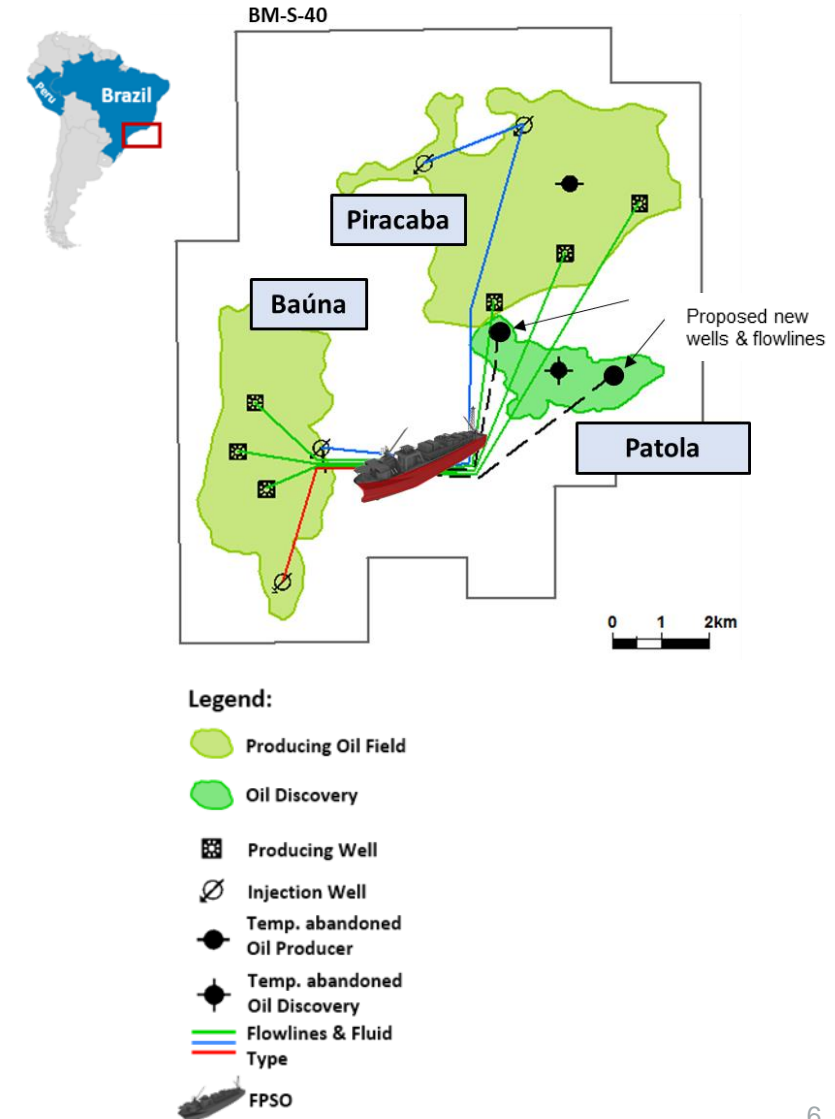 BM-S-40
Peru
Brazil
Piracaba
Baúna
Proposed new
wells & flowlines
Patola
0 1 2km
Legend:
Producing Oil Field
Oil Discovery
Producing Well
Injection Well
Temp. abandoned
Oil Producer
Temp. abandoned
Oil Discovery
Flowlines & Fluid
Type
FPSO
6